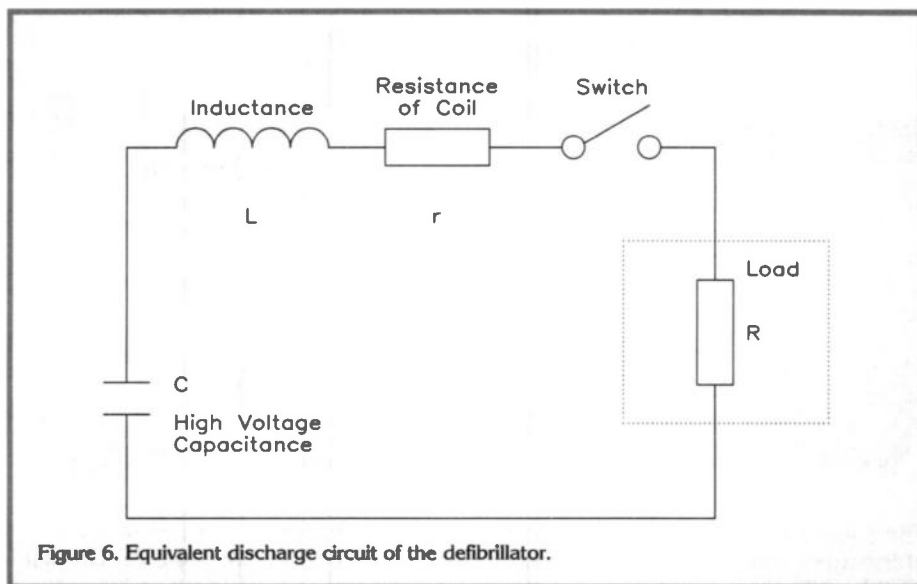 Inductance
Resistance
of Coil
Switch
L
r
Load
R
C
High Voltage
Capacitance
Figure 6. Equivalent discharge circuit of the defibrillator.